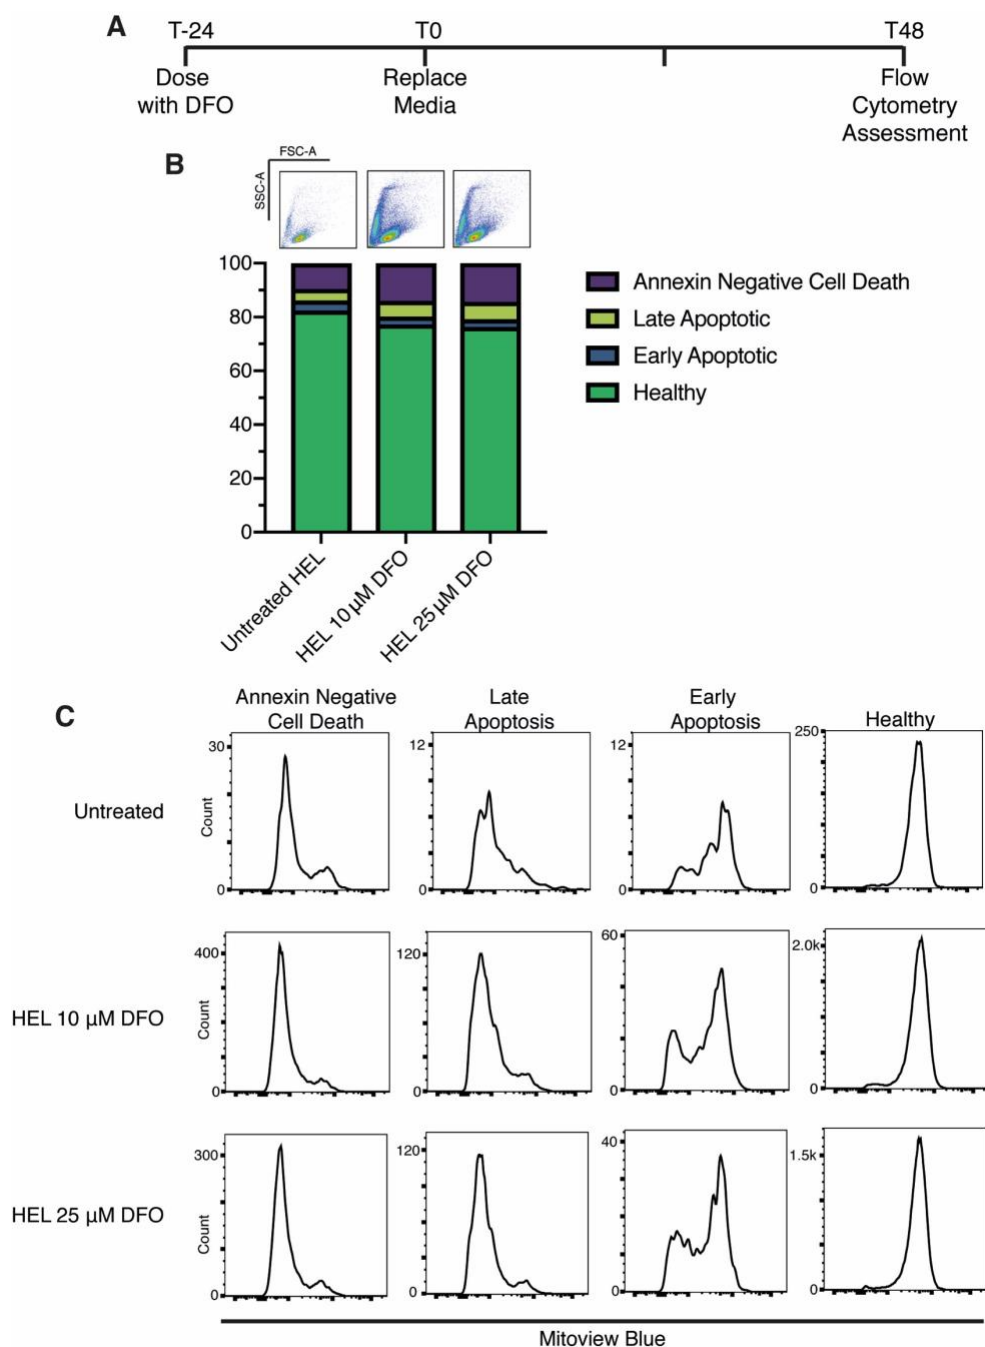 A
T-24
T0
T48
Dose
with DFO
Replace
Media
Flow
Cytometry
Assessment
B
FSC-A
SSC-A
100
80
60
40
20
0
Untreated HEL
HEL 10 µM DFO
HEL 25 µM DFO
Annexin Negative Cell Death
Late Apoptotic
Early Apoptotic
Healthy
C
Annexin Negative
Cell Death
Late
Apoptosis
Early
Apoptosis
Healthy
Untreated
Count
30
0
12
0
12
0
250
0
HEL 10 µM DFO
Count
400
0
120
0
60
0
2.0k
0
HEL 25 µM DFO
Count
300
0
120
0
40
0
1.5k
0
Mitoview Blue